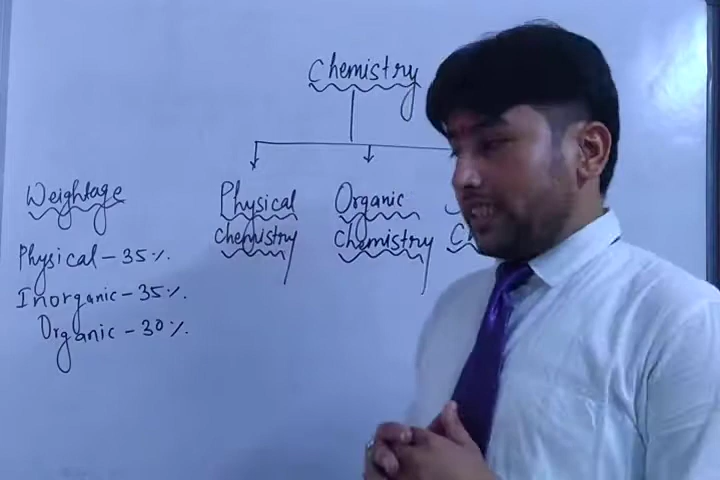 Chemistry
Weightage
Physical - 35%.
Inorganic - 35%.
Organic - 30%.
Physical
Chemistry
Organic
Chemistry